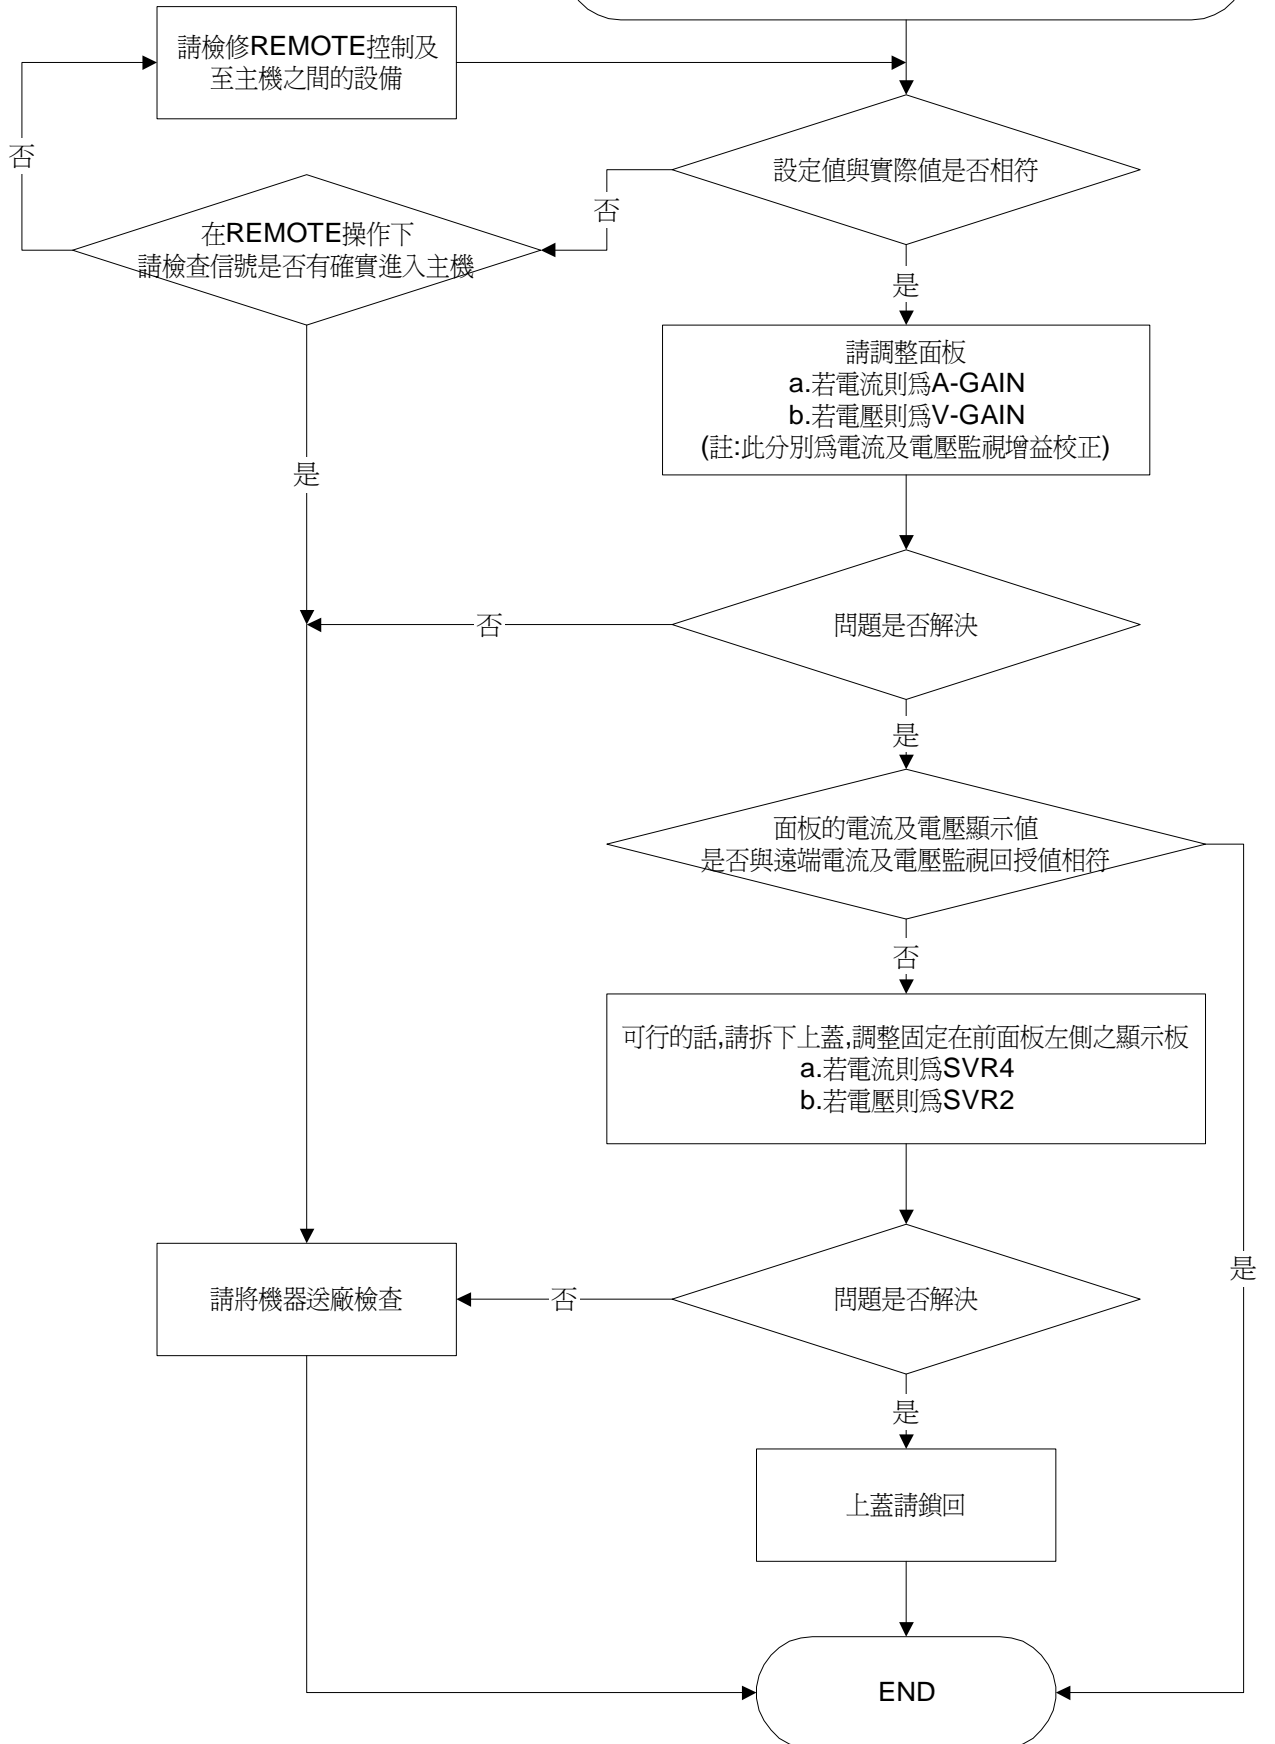 請檢修REMOTE控制及
至主機之間的設備
否
設定值與實際值是否相符
否
在REMOTE操作下
請檢查信號是否有確實進入主機
是
請調整面板
a.若電流則爲A-GAIN
b.若電壓則爲V-GAIN
(註:此分別爲電流及電壓監視增益校正)
是
問題是否解決
否
是
面板的電流及電壓顯示值
是否與遠端電流及電壓監視回授值相符
否
可行的話,請拆下上蓋,調整固定在前面板左側之顯示板
a.若電流則爲SVR4
b.若電壓則爲SVR2
是
請將機器送廠檢查
否
問題是否解決
是
上蓋請鎖回
END